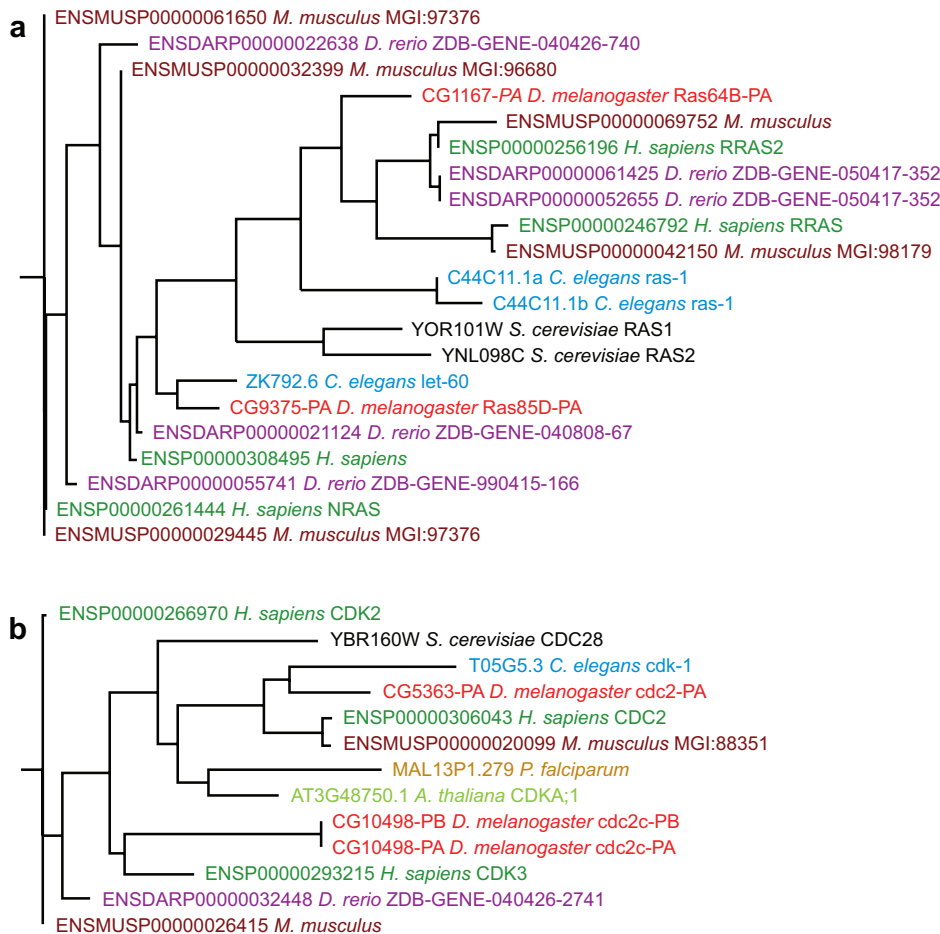 a
ENSMUSP00000061650 M. musculus MGI:97376
ENSDARP00000022638 D. rerio ZDB-GENE-040426-740
ENSMUSP00000032399 M. musculus MGI:96680
CG1167-PA D. melanogaster Ras64B-PA
ENSMUSP00000069752 M. musculus
ENSP00000256196 H. sapiens RRAS2
ENSDARP00000061425 D. rerio ZDB-GENE-050417-352
ENSDARP00000052655 D. rerio ZDB-GENE-050417-352
ENSP00000246792 H. sapiens RRAS
ENSMUSP00000042150 M. musculus MGI:98179
C44C11.1a C. elegans ras-1
C44C11.1b C. elegans ras-1
YOR101W S. cerevisiae RAS1
YNL098C S. cerevisiae RAS2
ZK792.6 C. elegans let-60
CG9375-PA D. melanogaster Ras85D-PA
ENSDARP00000021124 D. rerio ZDB-GENE-040808-67
ENSP00000308495 H. sapiens
ENSDARP00000055741 D. rerio ZDB-GENE-990415-166
ENSP00000261444 H. sapiens NRAS
ENSMUSP00000029445 M. musculus MGI:97376
b
ENSP00000266970 H. sapiens CDK2
YBR160W S. cerevisiae CDC28
T05G5.3 C. elegans cdk-1
CG5363-PA D. melanogaster cdc2-PA
ENSP00000306043 H. sapiens CDC2
ENSMUSP00000020099 M. musculus MGI:88351
MAL13P1.279 P. falciparum
AT3G48750.1 A. thaliana CDKA;1
CG10498-PB D. melanogaster cdc2c-PB
CG10498-PA D. melanogaster cdc2c-PA
ENSP00000293215 H. sapiens CDK3
ENSDARP00000032448 D. rerio ZDB-GENE-040426-2741
ENSMUSP00000026415 M. musculus